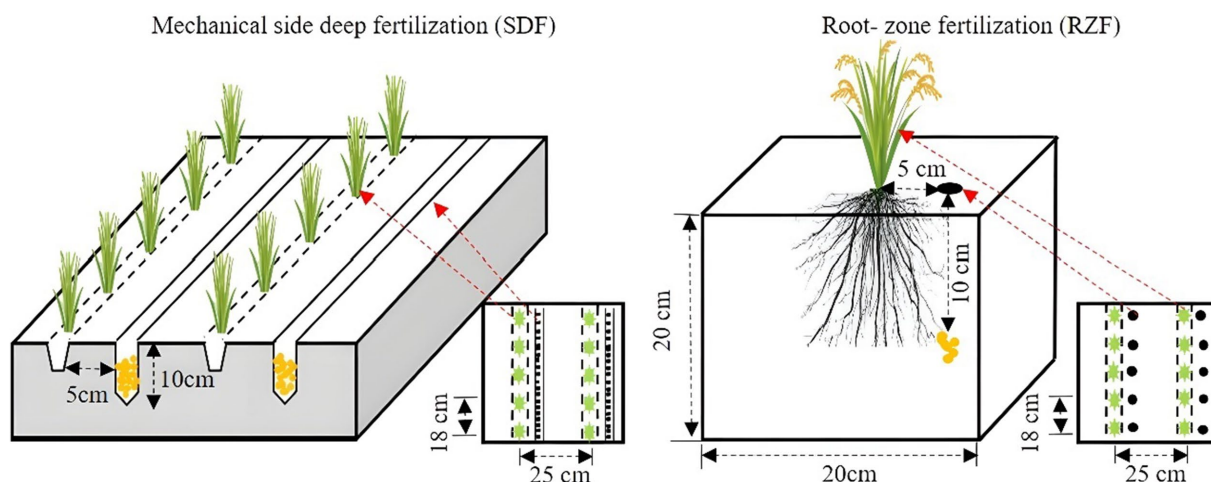 Mechanical side deep fertilization (SDF)
5cm
10cm
18 cm
25 cm
Root- zone fertilization (RZF)
5 cm
10 cm
20 cm
20cm
18 cm
25 cm